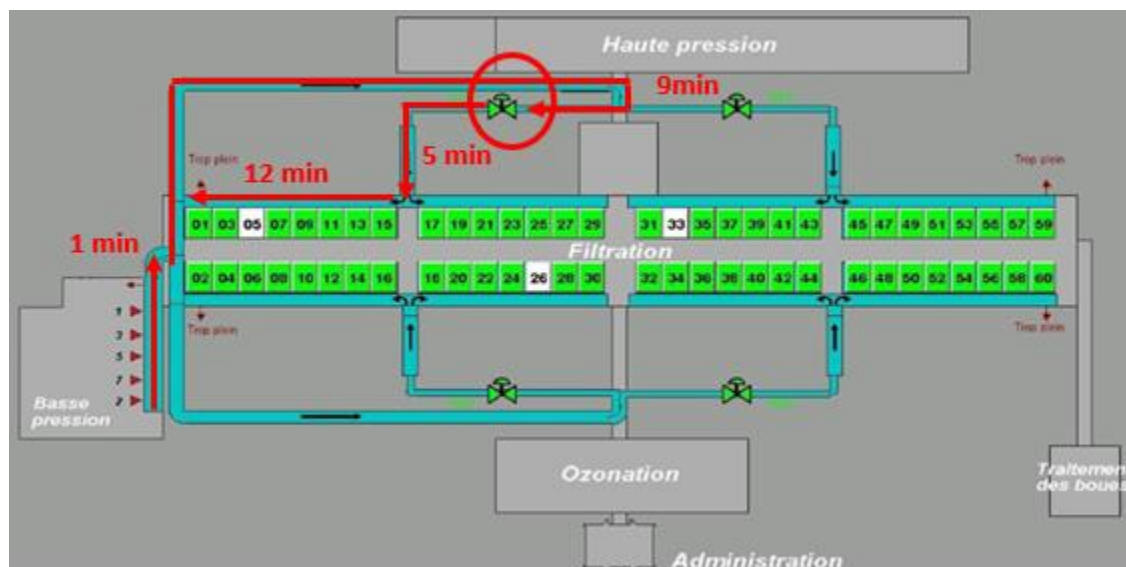 Haute pression
9min
5 min
Trop plein
12 min
Trop plein
01 03 05 07 09 11 13 15 17 19 21 23 25 27 29 31 33 35 37 39 41 43 45 47 49 51 53 55 57 59
1 min
Filtration
02 04 06 08 10 12 14 16 18 20 22 24 26 28 30 32 34 36 38 40 42 44 46 48 50 52 54 56 58 60
1
Trop plein
Trop plein
3
5
7
2
Basse
pression
Ozonation
Traitement
des boues
Administration